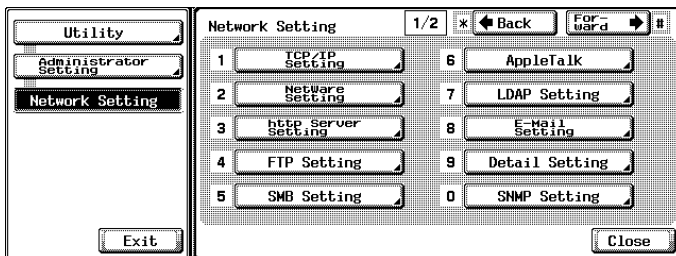 Utility
Administrator
Setting
Network Setting
Exit
Network Setting 1/2 * Back For-
ward #
1 TCP/IP
Setting
6 AppleTalk
2 NetWare
Setting
7 LDAP Setting
3 http Server
Setting
8 E-Mail
Setting
4 FTP Setting
9 Detail Setting
5 SMB Setting
0 SNMP Setting
Close